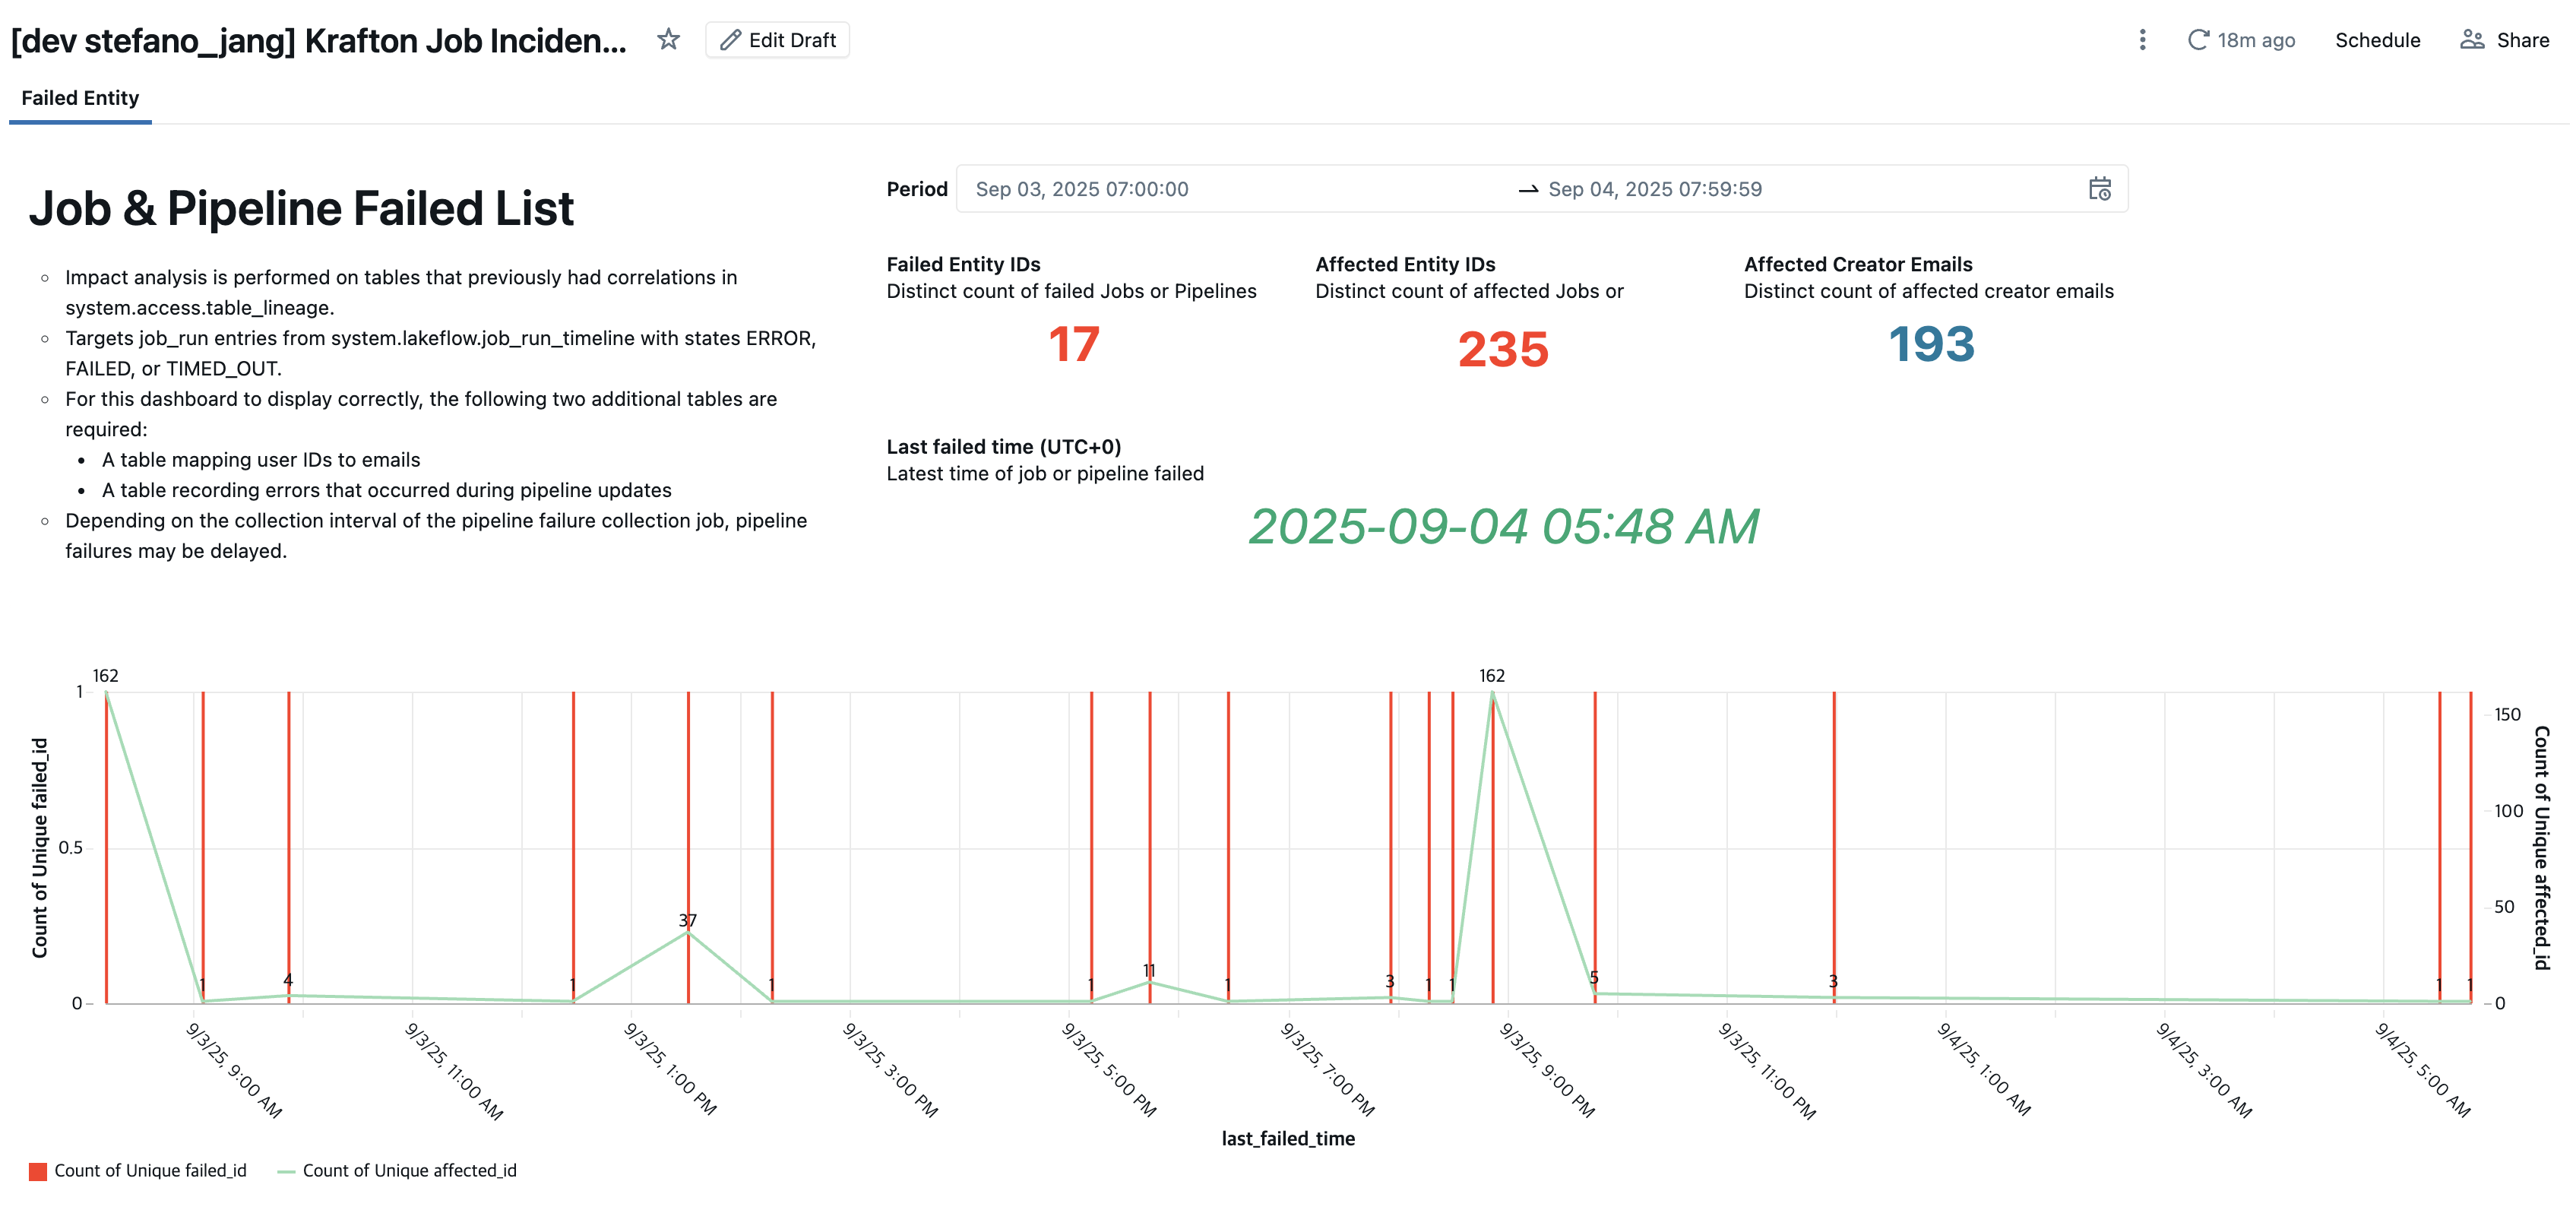 [dev stefano_jang] Krafton Job Inciden...
Edit Draft
18m ago
Schedule
Share
Failed Entity
Job & Pipeline Failed List
Impact analysis is performed on tables that previously had correlations in
system.access.table_lineage.
Targets job_run entries from system.lakeflow.job_run_timeline with states ERROR,
FAILED, or TIMED_OUT.
For this dashboard to display correctly, the following two additional tables are
required:
A table mapping user IDs to emails
A table recording errors that occurred during pipeline updates
Depending on the collection interval of the pipeline failure collection job, pipeline
failures may be delayed.
Period
Sep 03, 2025 07:00:00
Sep 04, 2025 07:59:59
Failed Entity IDs
Distinct count of failed Jobs or Pipelines
17
Affected Entity IDs
Distinct count of affected Jobs or
235
Affected Creator Emails
Distinct count of affected creator emails
193
Last failed time (UTC+0)
Latest time of job or pipeline failed
2025-09-04 05:48 AM
Count of Unique failed_id
1
0.5
0
162
1
4
1
37
1
1
11
1
3
1
1
162
5
3
1
1
150
100
50
0
Count of Unique affected_id
9/3/25, 9:00 AM
9/3/25, 11:00 AM
9/3/25, 1:00 PM
9/3/25, 3:00 PM
9/3/25, 5:00 PM
9/3/25, 7:00 PM
9/3/25, 9:00 PM
9/3/25, 11:00 PM
9/4/25, 1:00 AM
9/4/25, 3:00 AM
9/4/25, 5:00 AM
last_failed_time
Count of Unique failed_id
Count of Unique affected_id